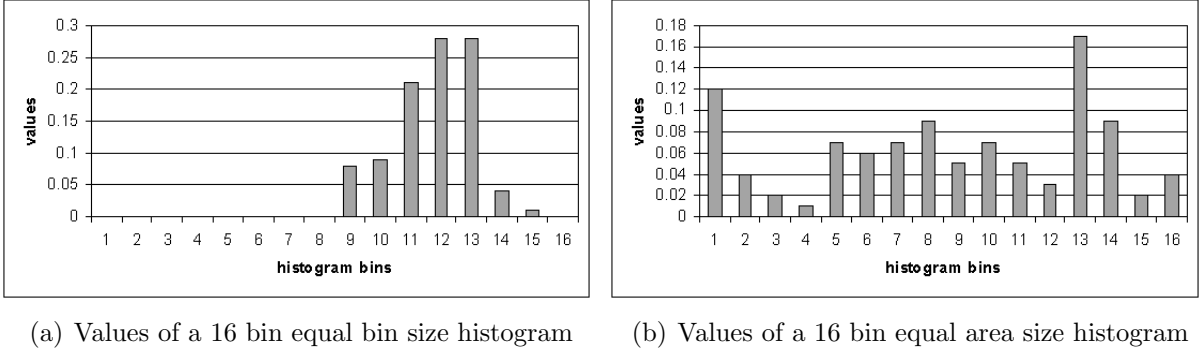 0.3
0.25
0.2
0.15
0.1
0.05
0
values
1 2 3 4 5 6 7 8 9 10 11 12 13 14 15 16
histogram bins
(a) Values of a 16 bin equal bin size histogram
0.18
0.16
0.14
0.12
0.1
0.08
0.06
0.04
0.02
0
values
1 2 3 4 5 6 7 8 9 10 11 12 13 14 15 16
histogram bins
(b) Values of a 16 bin equal area size histogram